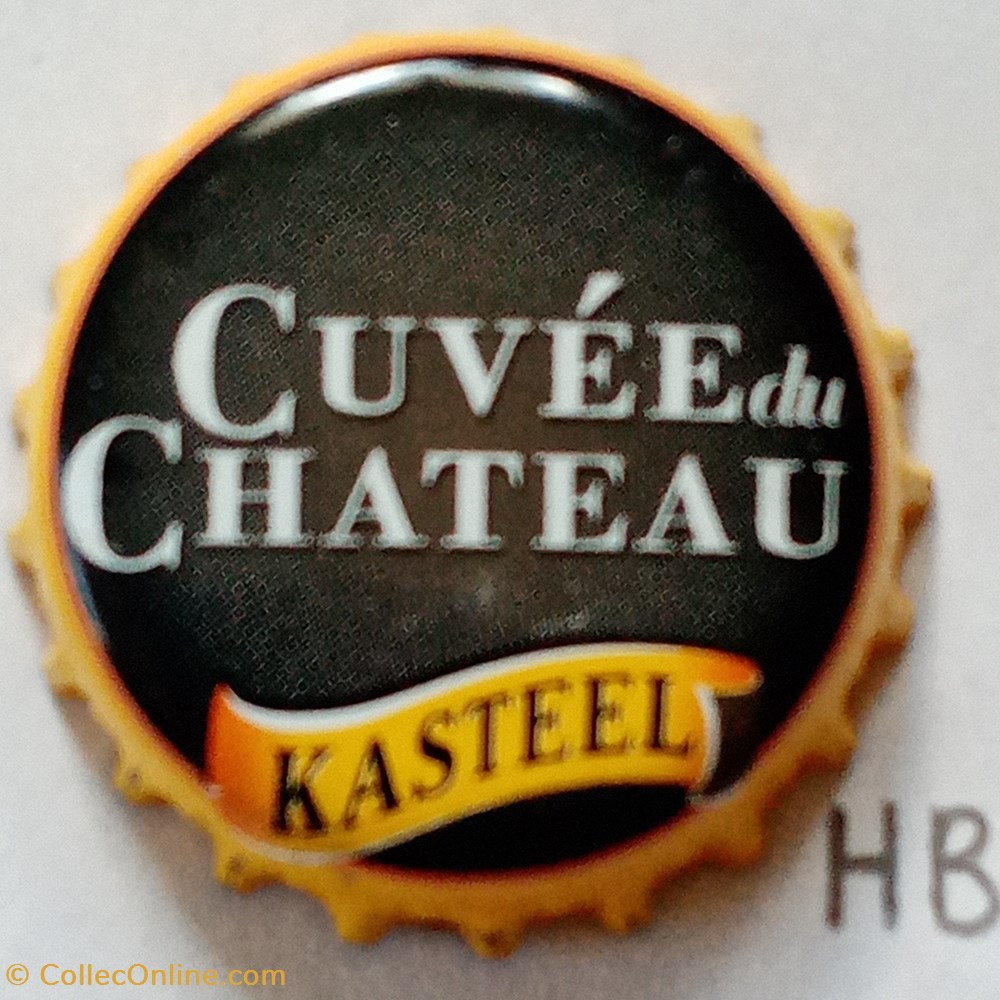 CUVÉE du
CHATEAU
KASTEEL
HB
© CollecOnline.com